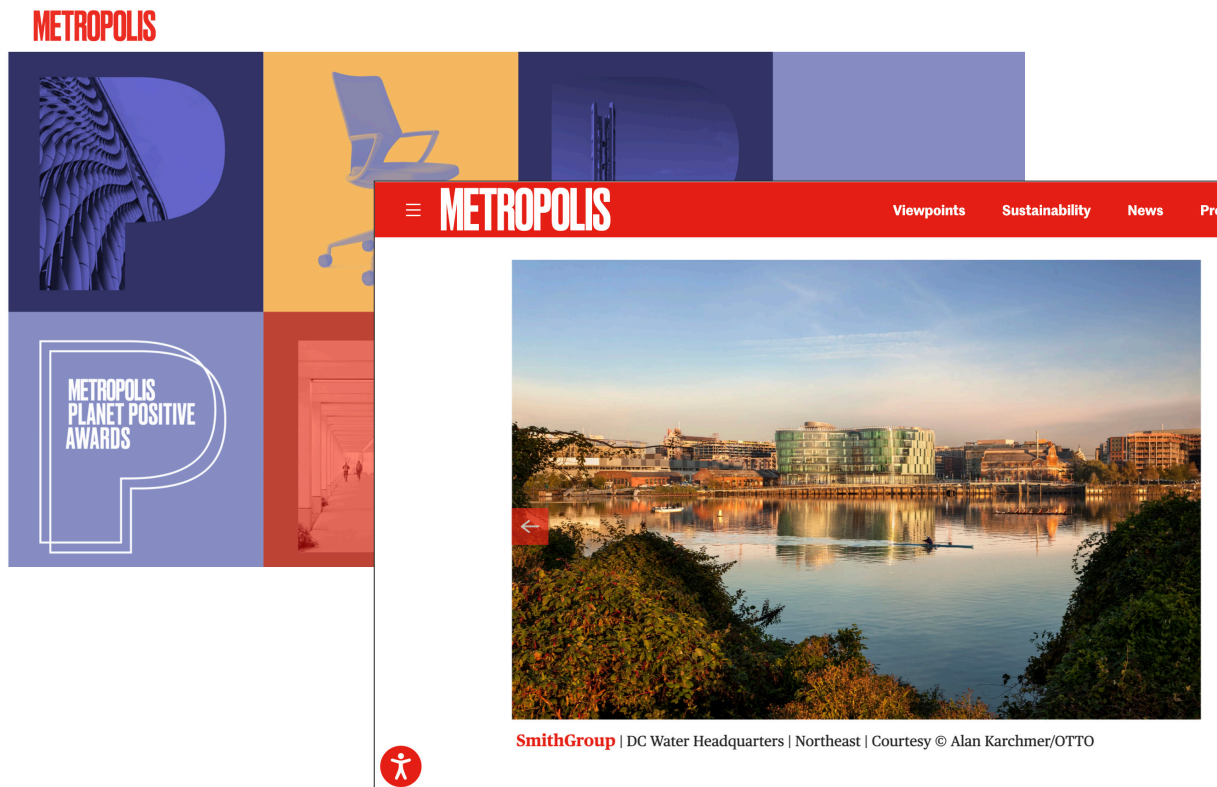 METROPOLIS
METROPOLIS
Viewpoints Sustainability News
METROPOLIS
PLANET POSITIVE
AWARDS
SmithGroup | DC Water Headquarters | Northeast | Courtesy © Alan Karchmer/OTTO